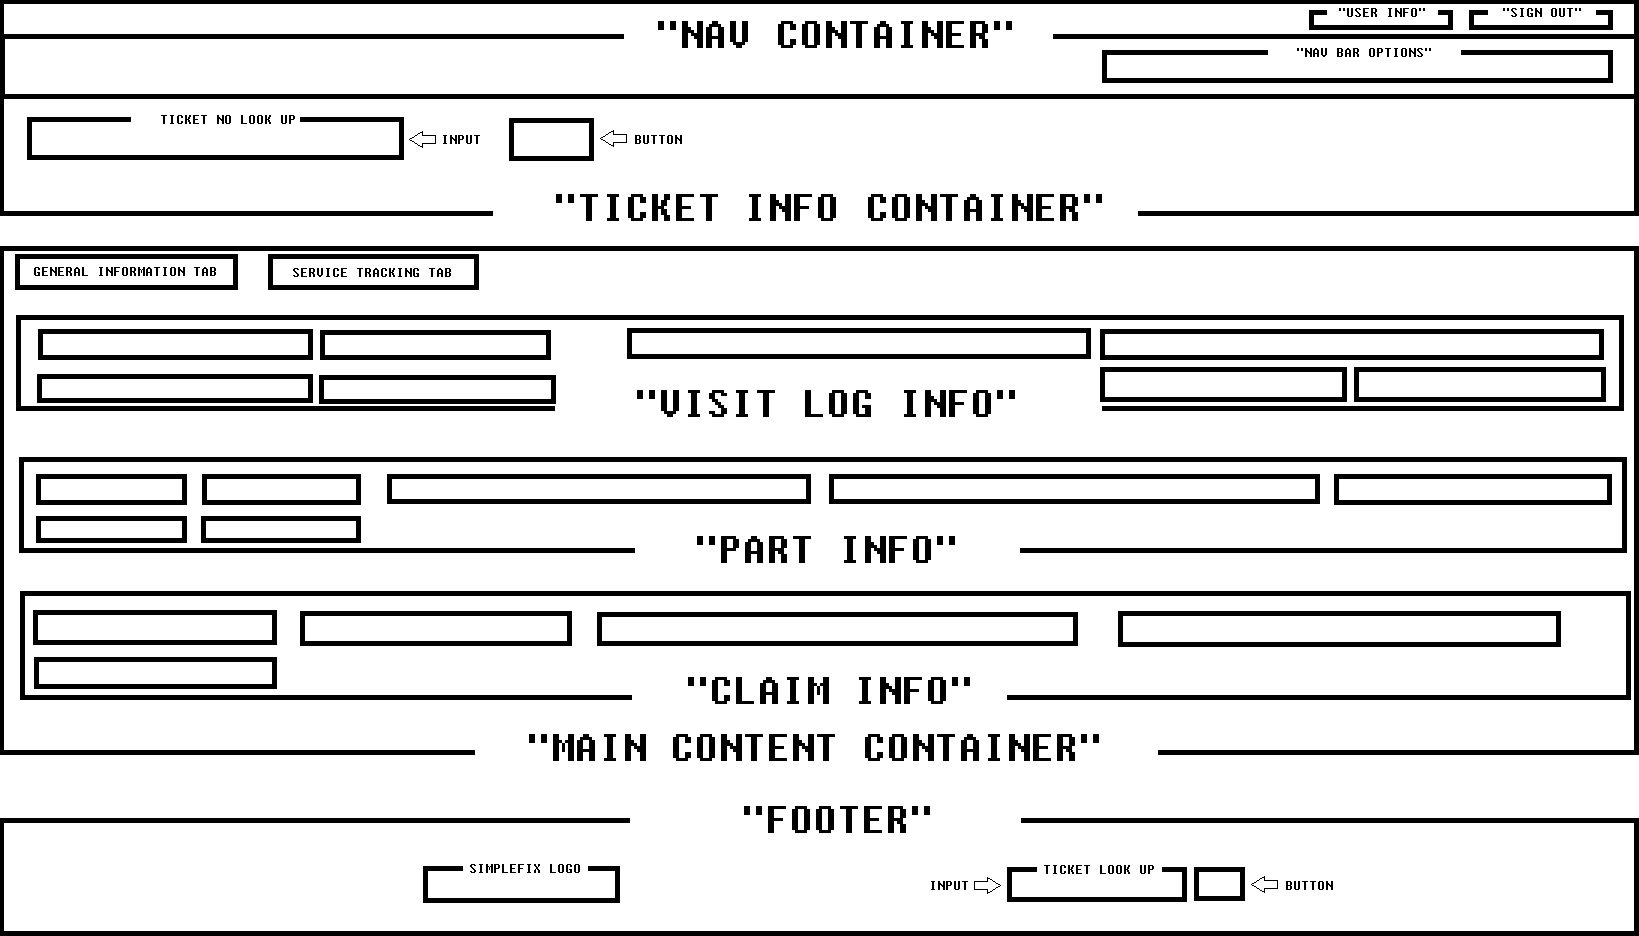 "USER INFO" "SIGN OUT"
"NAV CONTAINER"
"NAV BAR OPTIONS"
TICKET NO LOOK UP
INPUT BUTTON
"TICKET INFO CONTAINER"
GENERAL INFORMATION TAB SERVICE TRACKING TAB
"VISIT LOG INFO"
"PART INFO"
"CLAIM INFO"
"MAIN CONTENT CONTAINER"
"FOOTER"
SIMPLEFIX LOGO TICKET LOOK UP
INPUT BUTTON